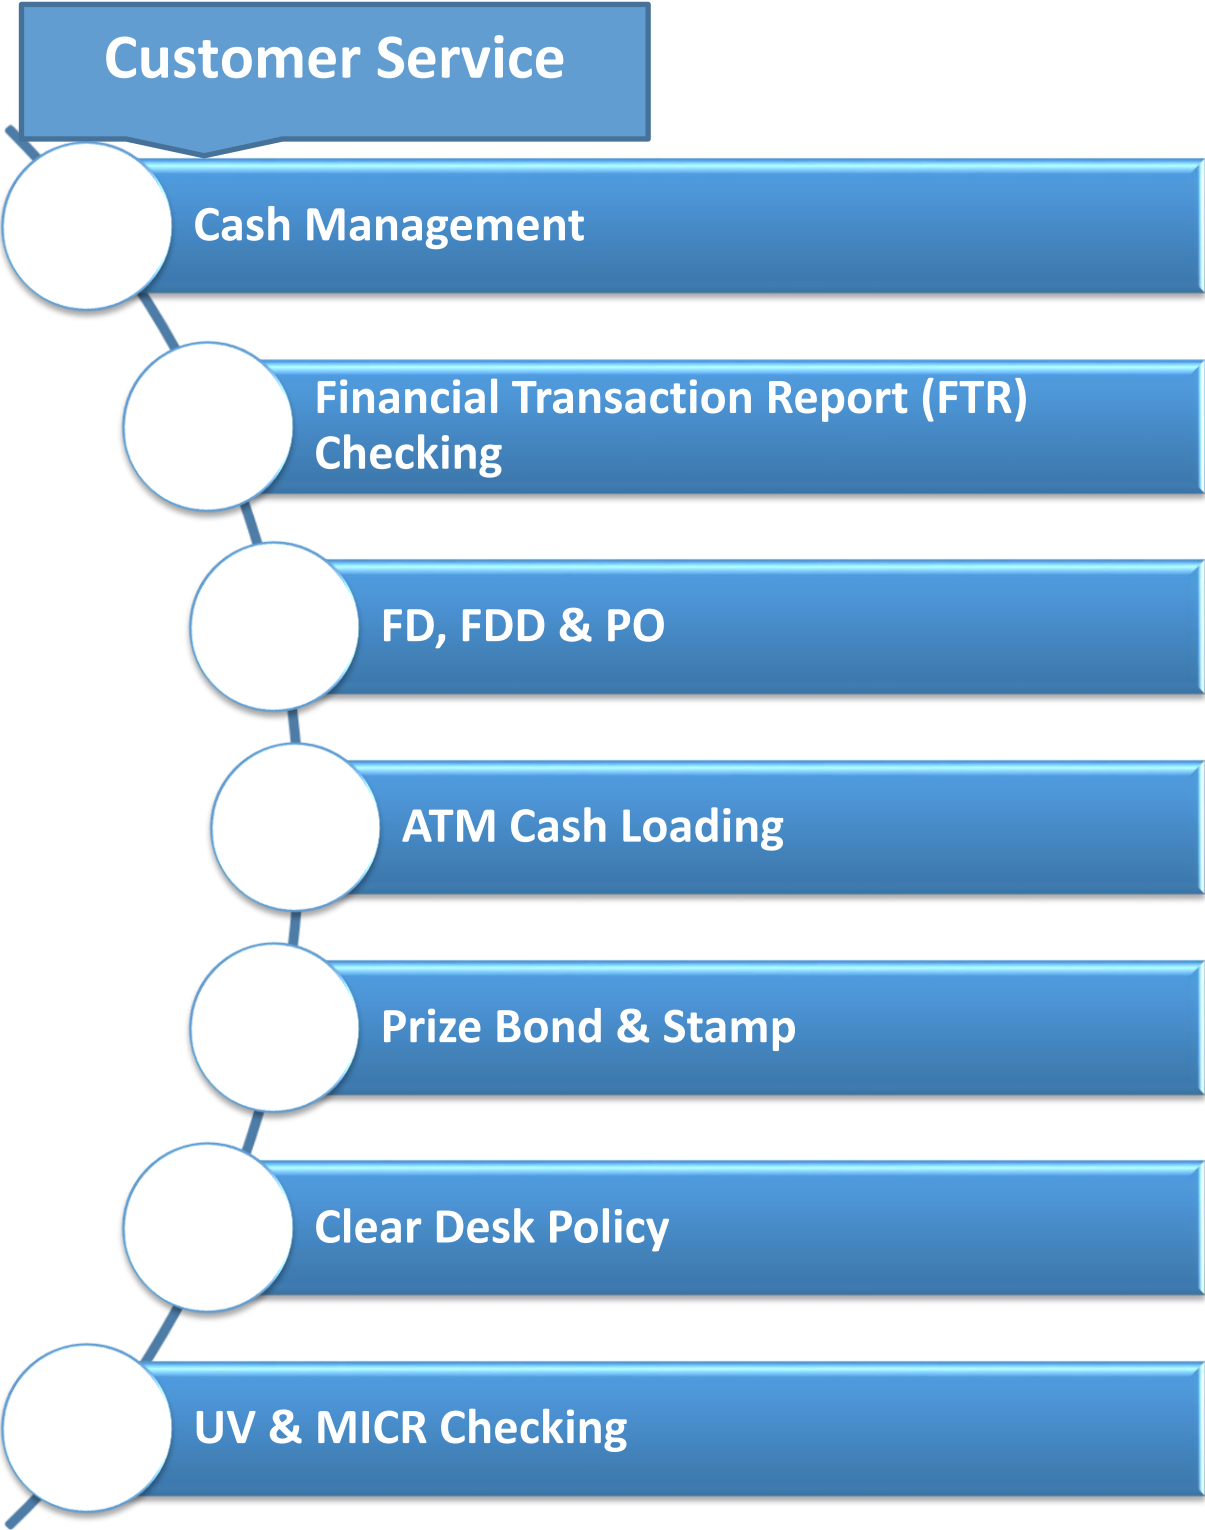 Customer Service
Cash Management
Financial Transaction Report (FTR)
Checking
FD, FDD & PO
ATM Cash Loading
Prize Bond & Stamp
Clear Desk Policy
UV & MICR Checking